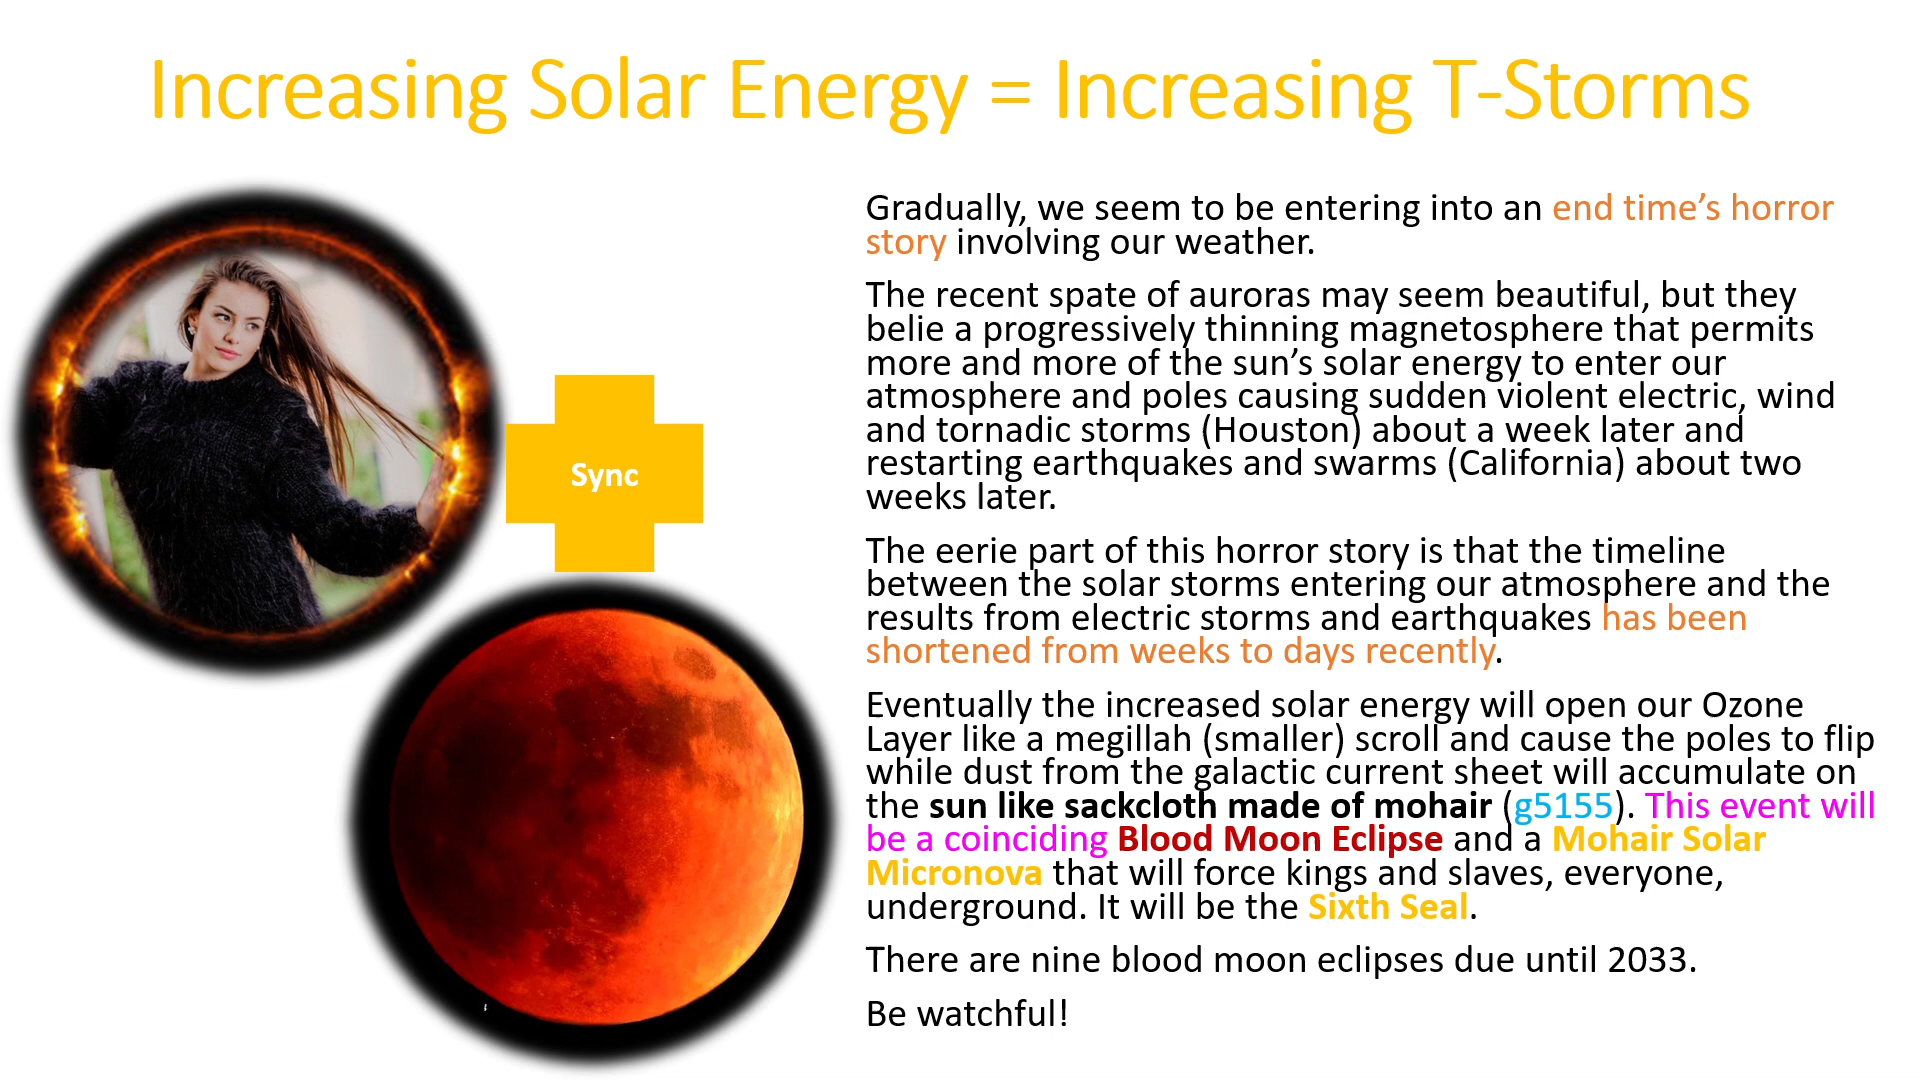 Increasing Solar Energy = Increasing T-Storms
Gradually, we seem to be entering into an end time’s horror
story involving our weather.
The recent spate of auroras may seem beautiful, but they
belie a progressively thinning magnetosphere that permits
more and more of the sun’s solar energy to enter our
atmosphere and poles causing sudden violent electric, wind
and tornadic storms (Houston) about a week later and
restarting earthquakes and swarms (California) about two
weeks later.
Sync
The eerie part of this horror story is that the timeline
between the solar storms entering our atmosphere and the
results from electric storms and earthquakes has been
shortened from weeks to days recently.
Eventually the increased solar energy will open our Ozone
Layer like a megillah (smaller) scroll and cause the poles to flip
while dust from the galactic current sheet will accumulate on
the sun like sackcloth made of mohair (g5155). This event will
be a coinciding Blood Moon Eclipse and a Mohair Solar
Micronova that will force kings and slaves, everyone,
underground. It will be the Sixth Seal.
There are nine blood moon eclipses due until 2033.
Be watchful!